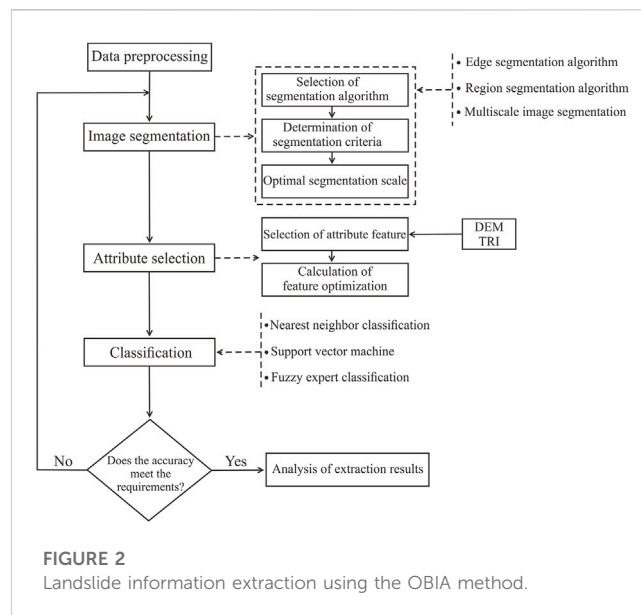 Data preprocessing
Image segmentation
Selection of
segmentation algorithm
Determination of
segmentation criteria
Optimal segmentation scale
• Edge segmentation algorithm
• Region segmentation algorithm
• Multiscale image segmentation
Attribute selection
Selection of attribute feature
Calculation of
feature optimization
DEM
TRI
Classification
• Nearest neighbor classification
• Support vector machine
• Fuzzy expert classification
No
Does the accuracy
meet the
requirements?
Yes
Analysis of extraction results
FIGURE 2
Landslide information extraction using the OBIA method.